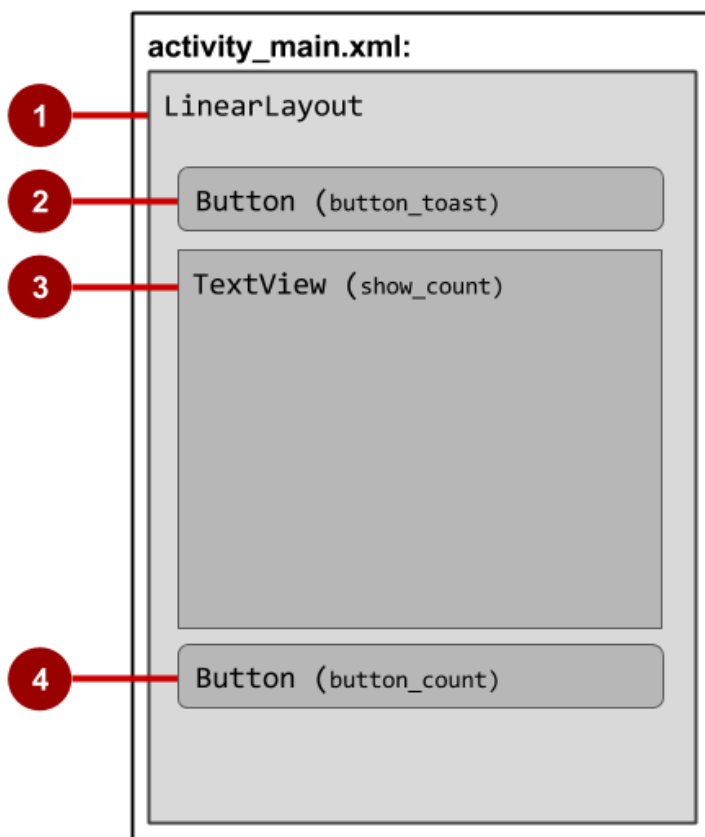 activity_main.xml:
1
LinearLayout
2
Button (button_toast)
3
TextView (show_count)
4
Button (button_count)